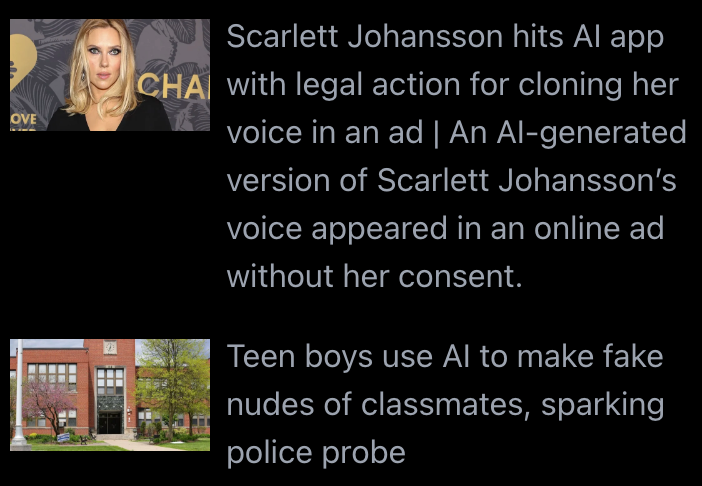 CHA
OVE
Scarlett Johansson hits AI app
with legal action for cloning her
voice in an ad | An AI-generated
version of Scarlett Johansson’s
voice appeared in an online ad
without her consent.
Teen boys use AI to make fake
nudes of classmates, sparking
police probe